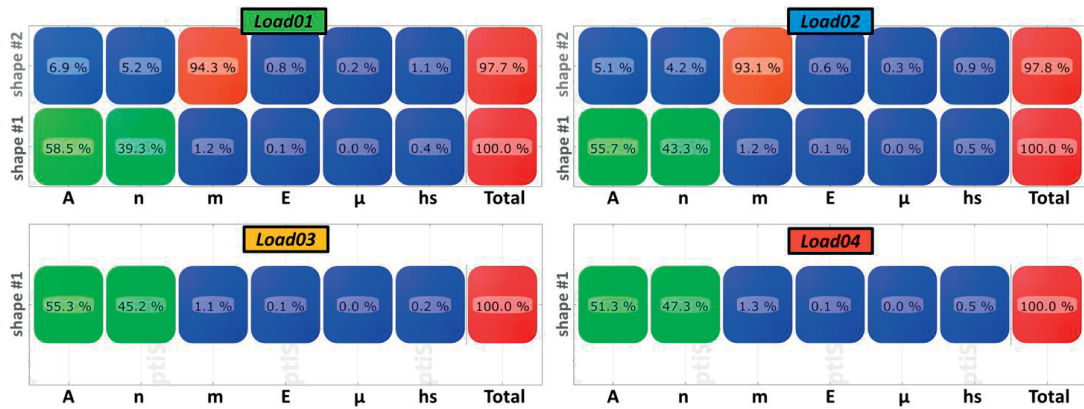 Load01
shape #2
6.9 % 5.2 % 94.3 % 0.8 % 0.2 % 1.1 % 97.7 %
shape #1
58.5 % 39.3 % 1.2 % 0.1 % 0.0 % 0.4 % 100.0 %
A n m E μ hs Total
Load02
shape #2
5.1 % 4.2 % 93.1 % 0.6 % 0.3 % 0.9 % 97.8 %
shape #1
55.7 % 43.3 % 1.2 % 0.1 % 0.0 % 0.5 % 100.0 %
A n m E μ hs Total
Load03
shape #1
55.3 % 45.2 % 1.1 % 0.1 % 0.0 % 0.2 % 100.0 %
A n m E μ hs Total
Load04
shape #1
51.3 % 47.3 % 1.3 % 0.1 % 0.0 % 0.5 % 100.0 %
A n m E μ hs Total